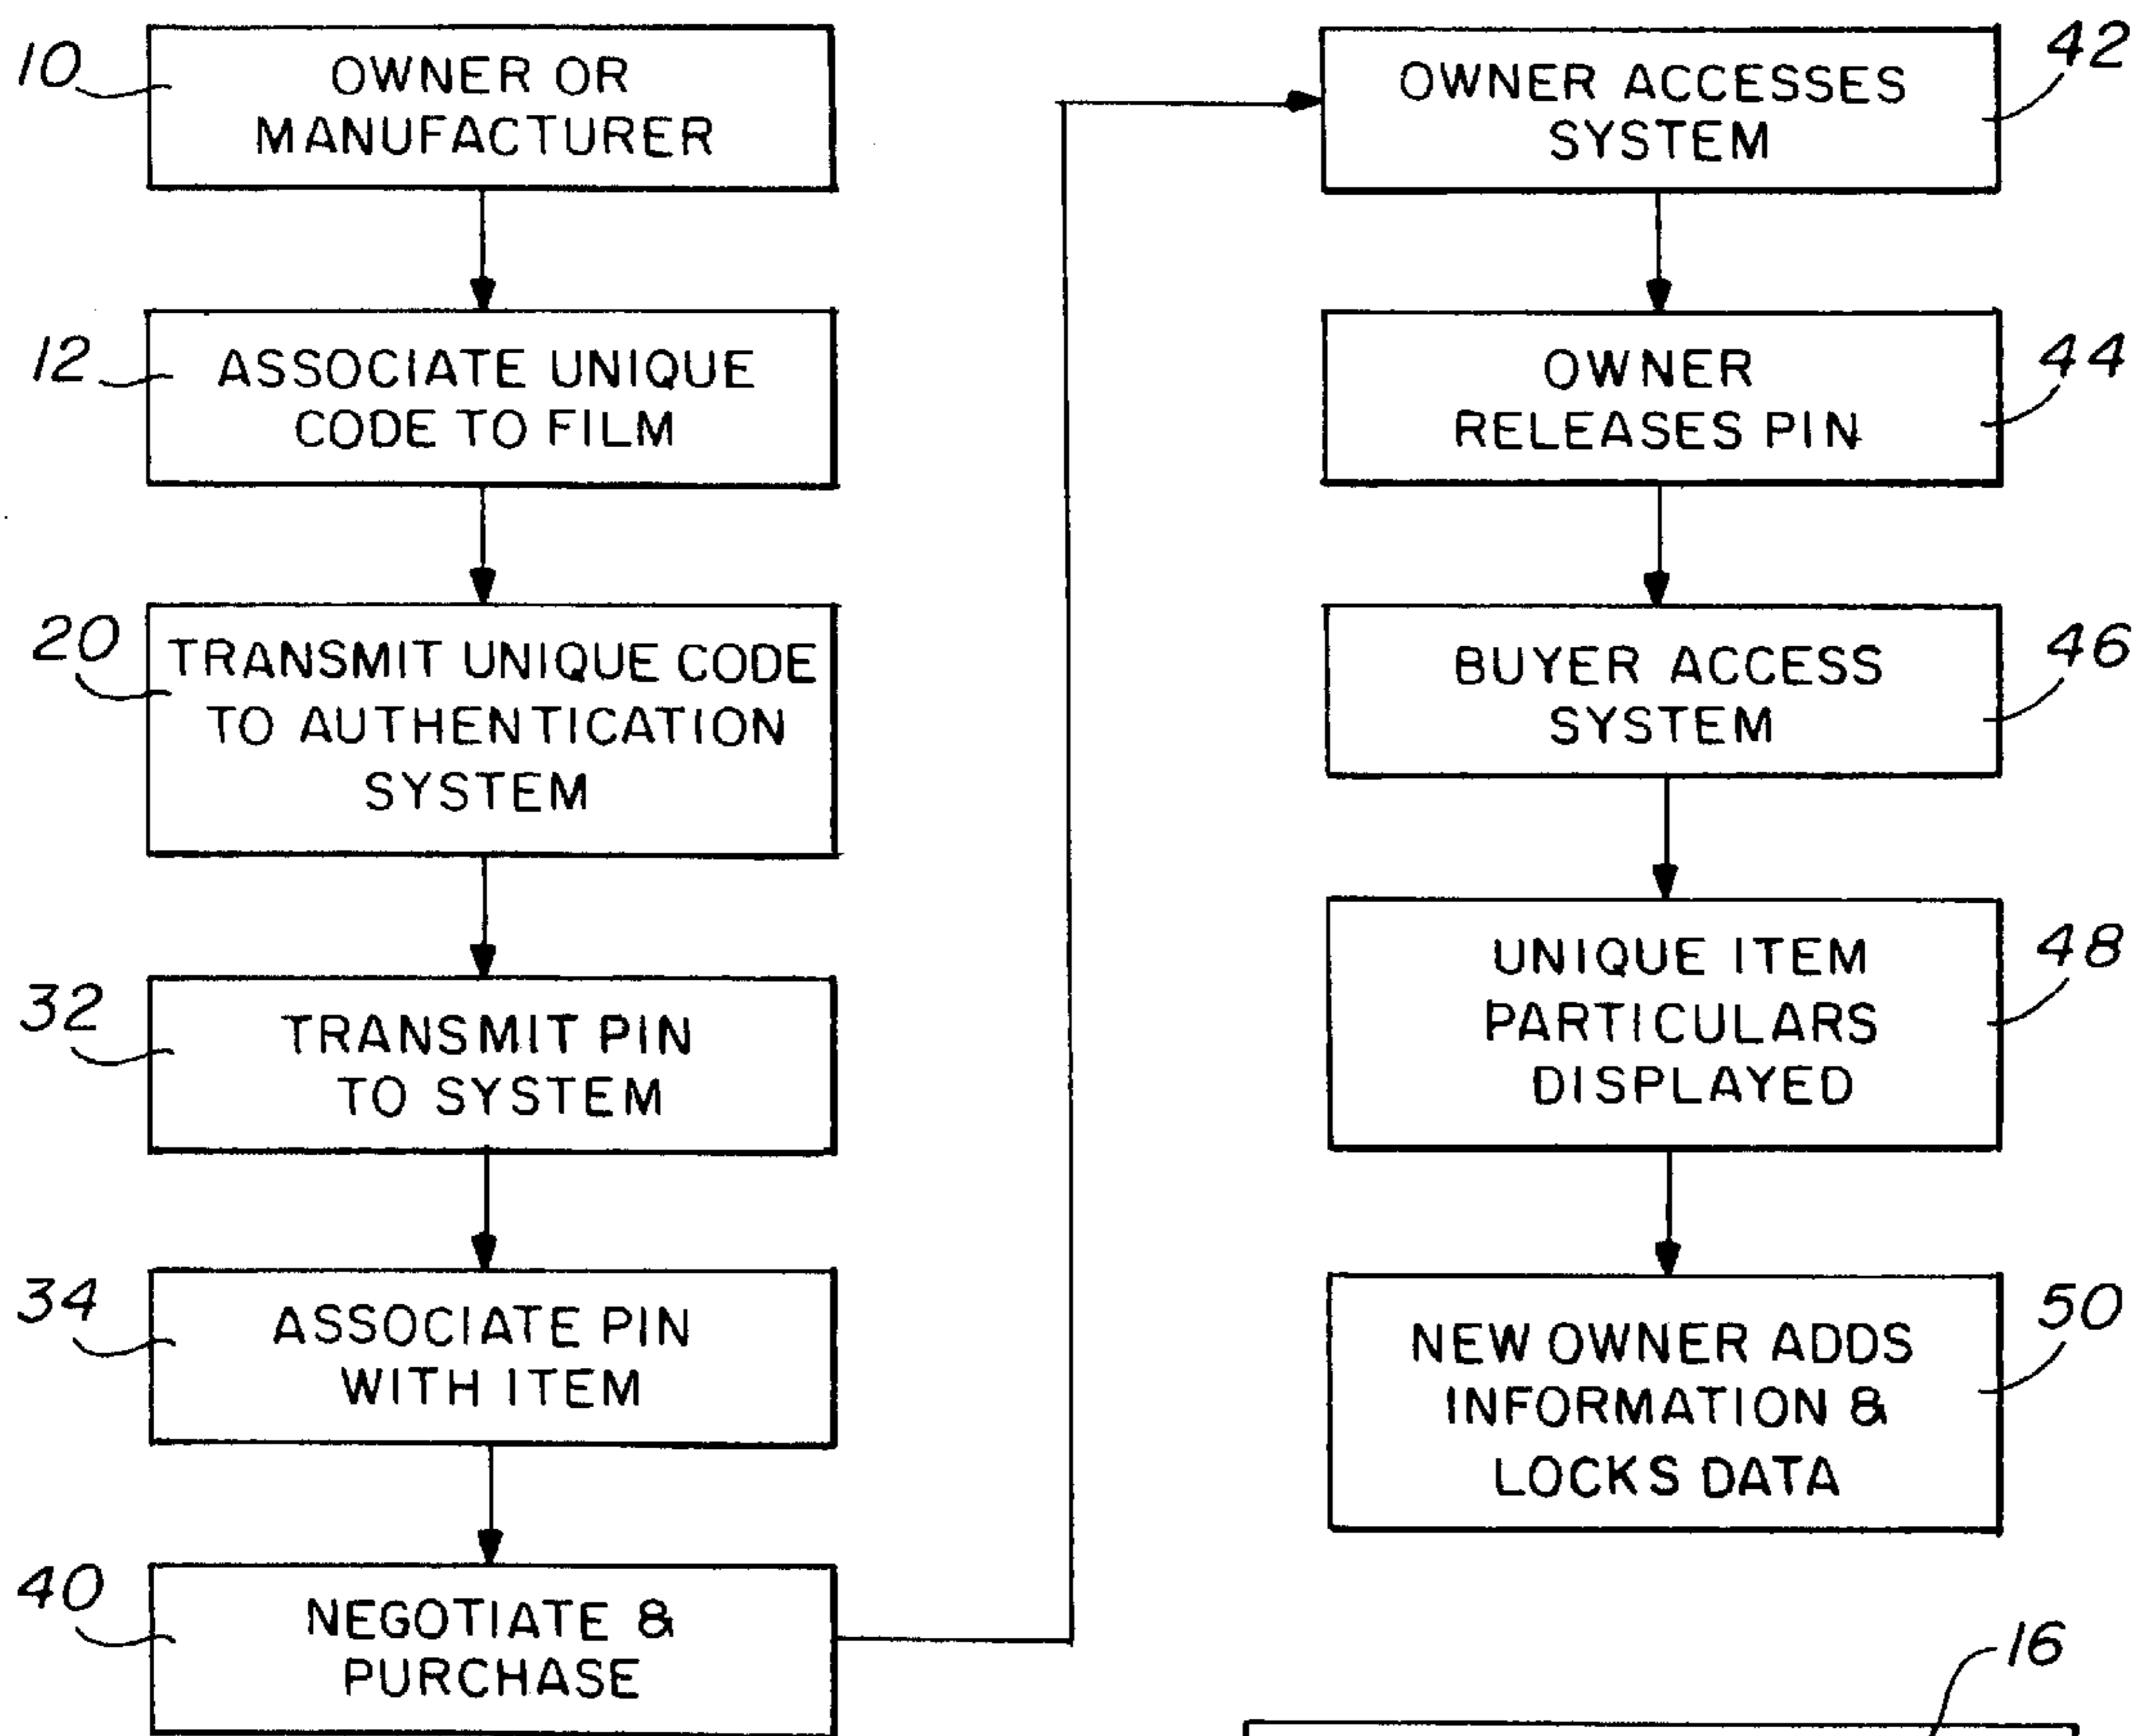 10
OWNER OR
MANUFACTURER
12
ASSOCIATE UNIQUE
CODE TO FILM
20
TRANSMIT UNIQUE CODE
TO AUTHENTICATION
SYSTEM
32
TRANSMIT PIN
TO SYSTEM
34
ASSOCIATE PIN
WITH ITEM
40
NEGOTIATE &
PURCHASE
42
OWNER ACCESSES
SYSTEM
44
OWNER
RELEASES PIN
46
BUYER ACCESS
SYSTEM
48
UNIQUE ITEM
PARTICULARS
DISPLAYED
50
NEW OWNER ADDS
INFORMATION &
LOCKS DATA
16